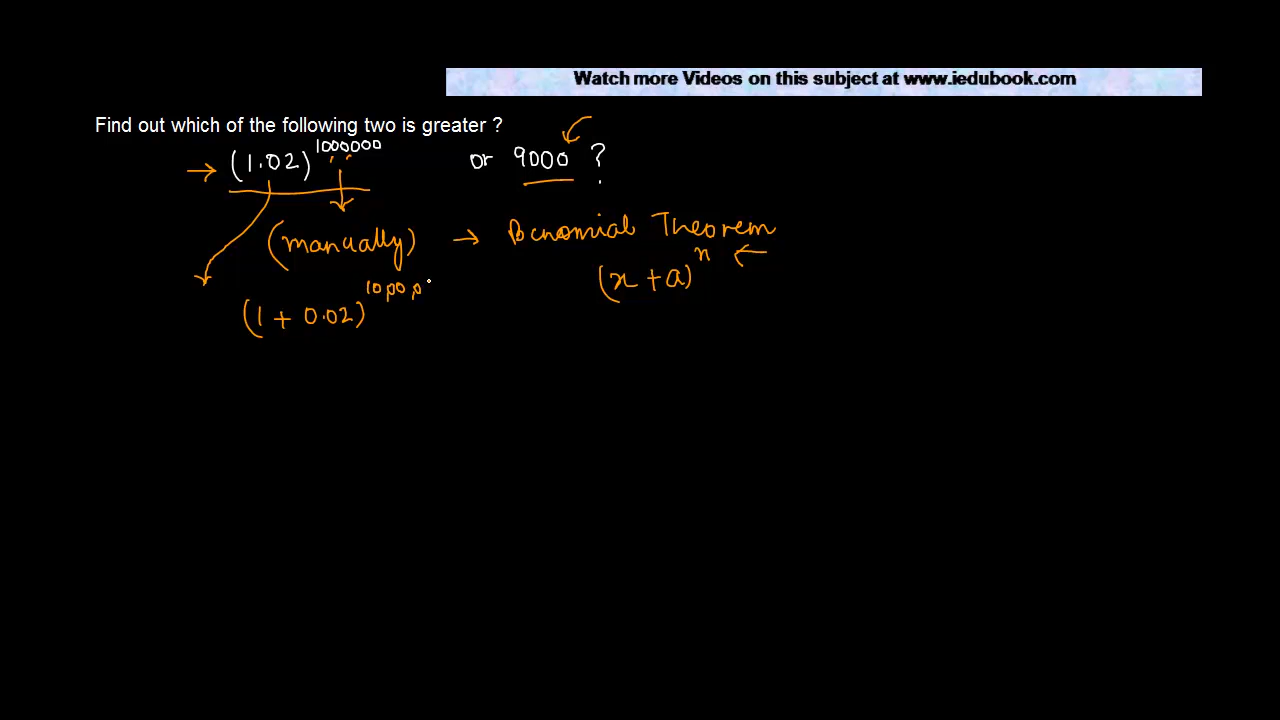 Watch more Videos on this subject at www.iedubook.com
Find out which of the following two is greater ?
→ (1.02)^1000000 or 9000 ?
(manually) → Binomial Theorem
(x + a)^n ←
(1 + 0.02)^10000